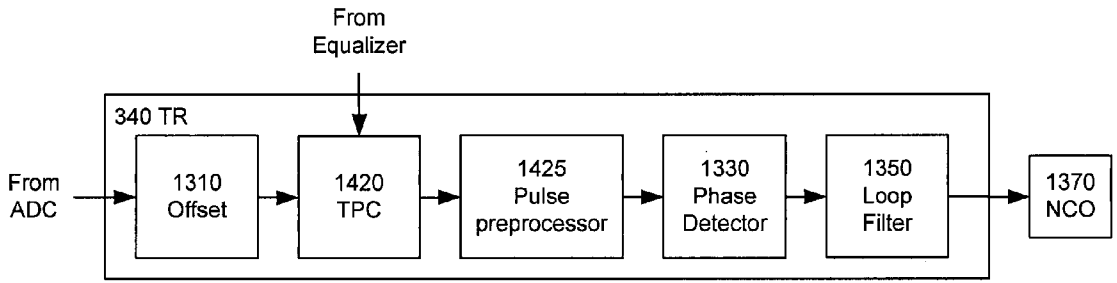 From
Equalizer
340 TR
From
ADC
1310
Offset
1420
TPC
1425
Pulse
preprocessor
1330
Phase
Detector
1350
Loop
Filter
1370
NCO